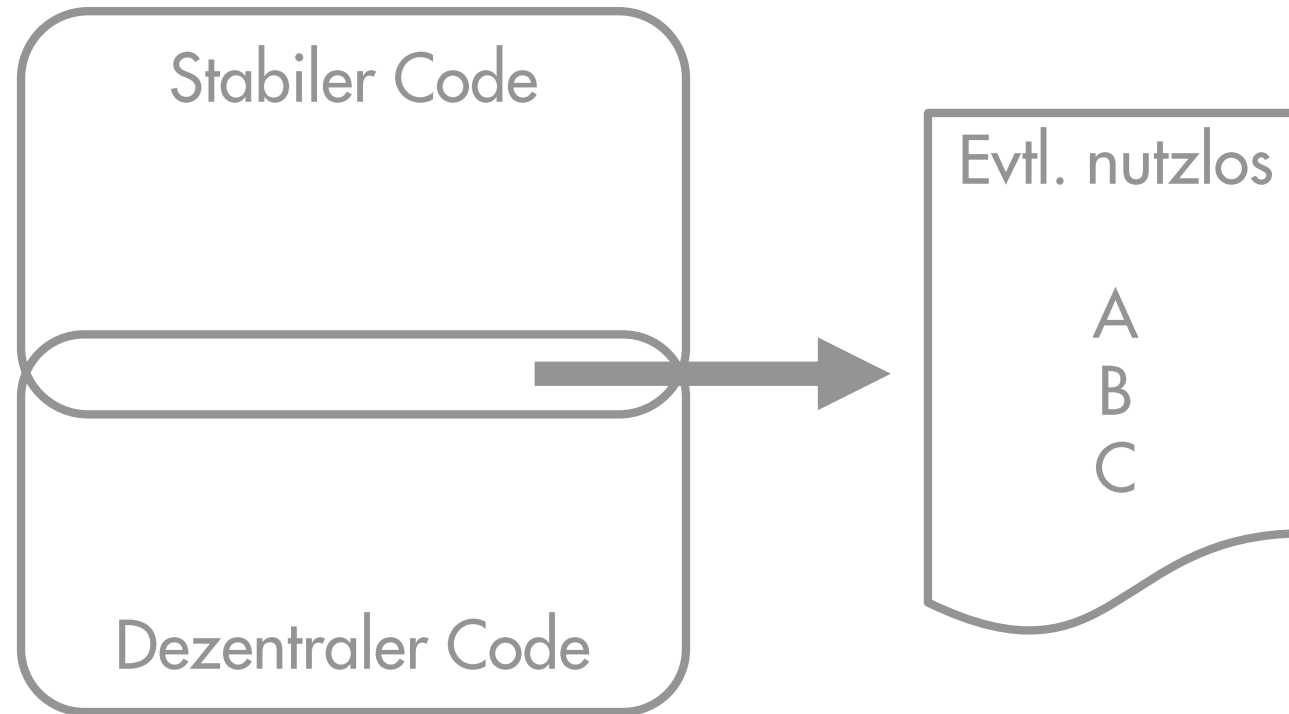 Stabiler Code
Dezentraler Code
Evtl. nutzlos
A
B
C